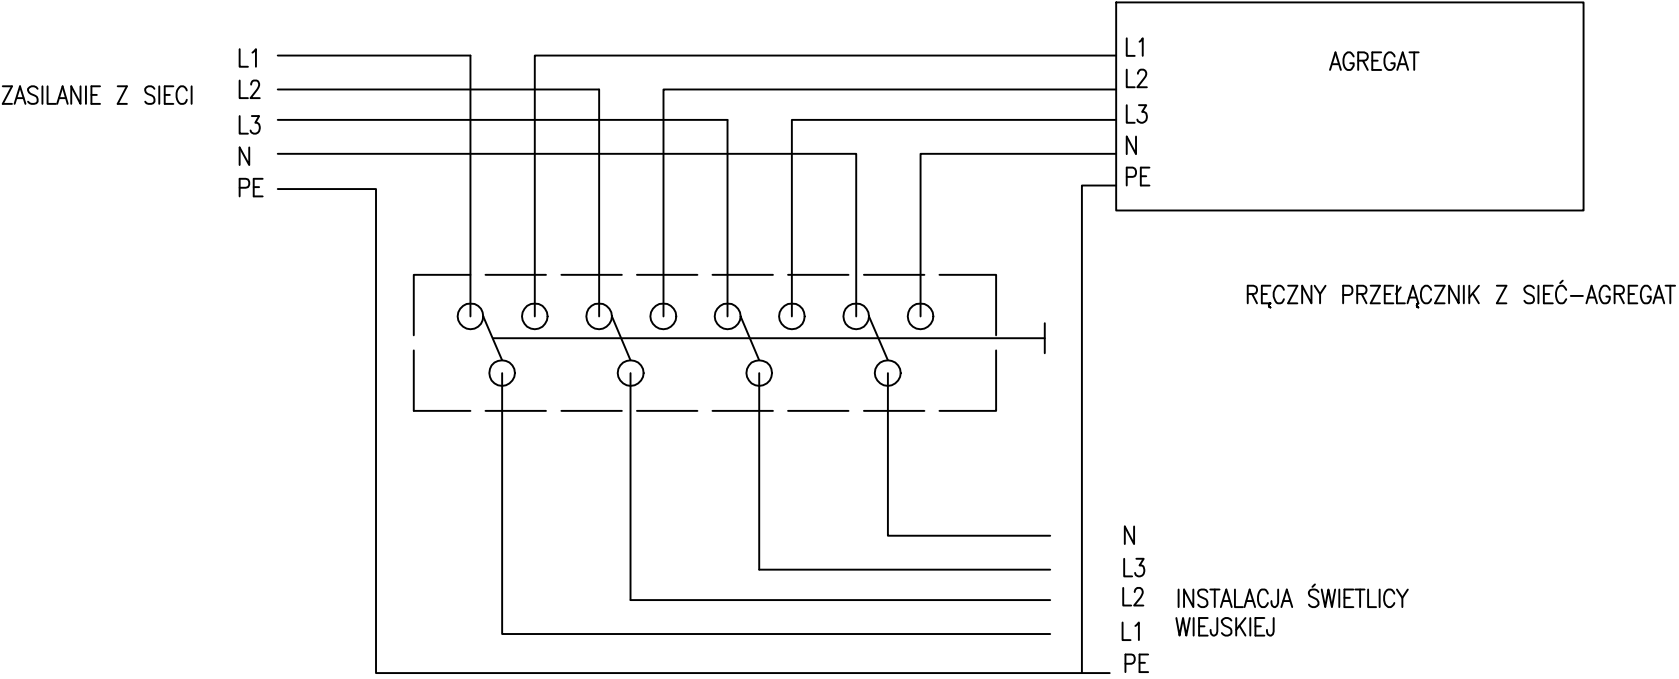 ZASILANIE Z SIECI
L1
L2
L3
N
PE
L1
L2
L3
N
PE
AGREGAT
RĘCZNY PRZEŁĄCZNIK Z SIEĆ-AGREGAT
N
L3
L2
L1
PE
INSTALACJA ŚWIETLICY
WIEJSKIEJ